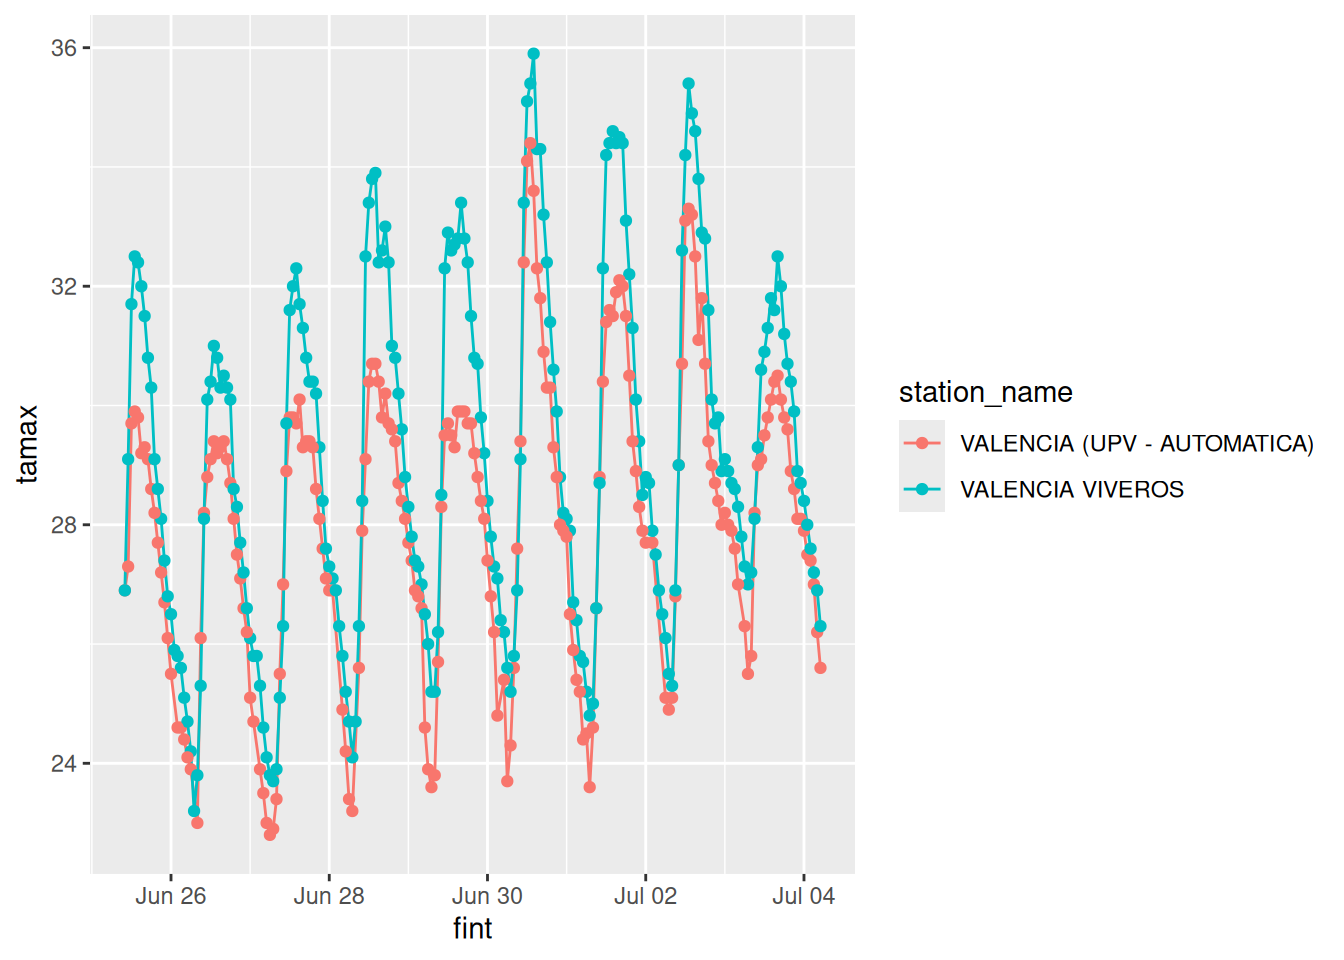 36
32
28
24
tamax
Jun 26
Jun 28
Jun 30
Jul 02
Jul 04
fint
station_name
VALENCIA (UPV - AUTOMATICA)
VALENCIA VIVEROS